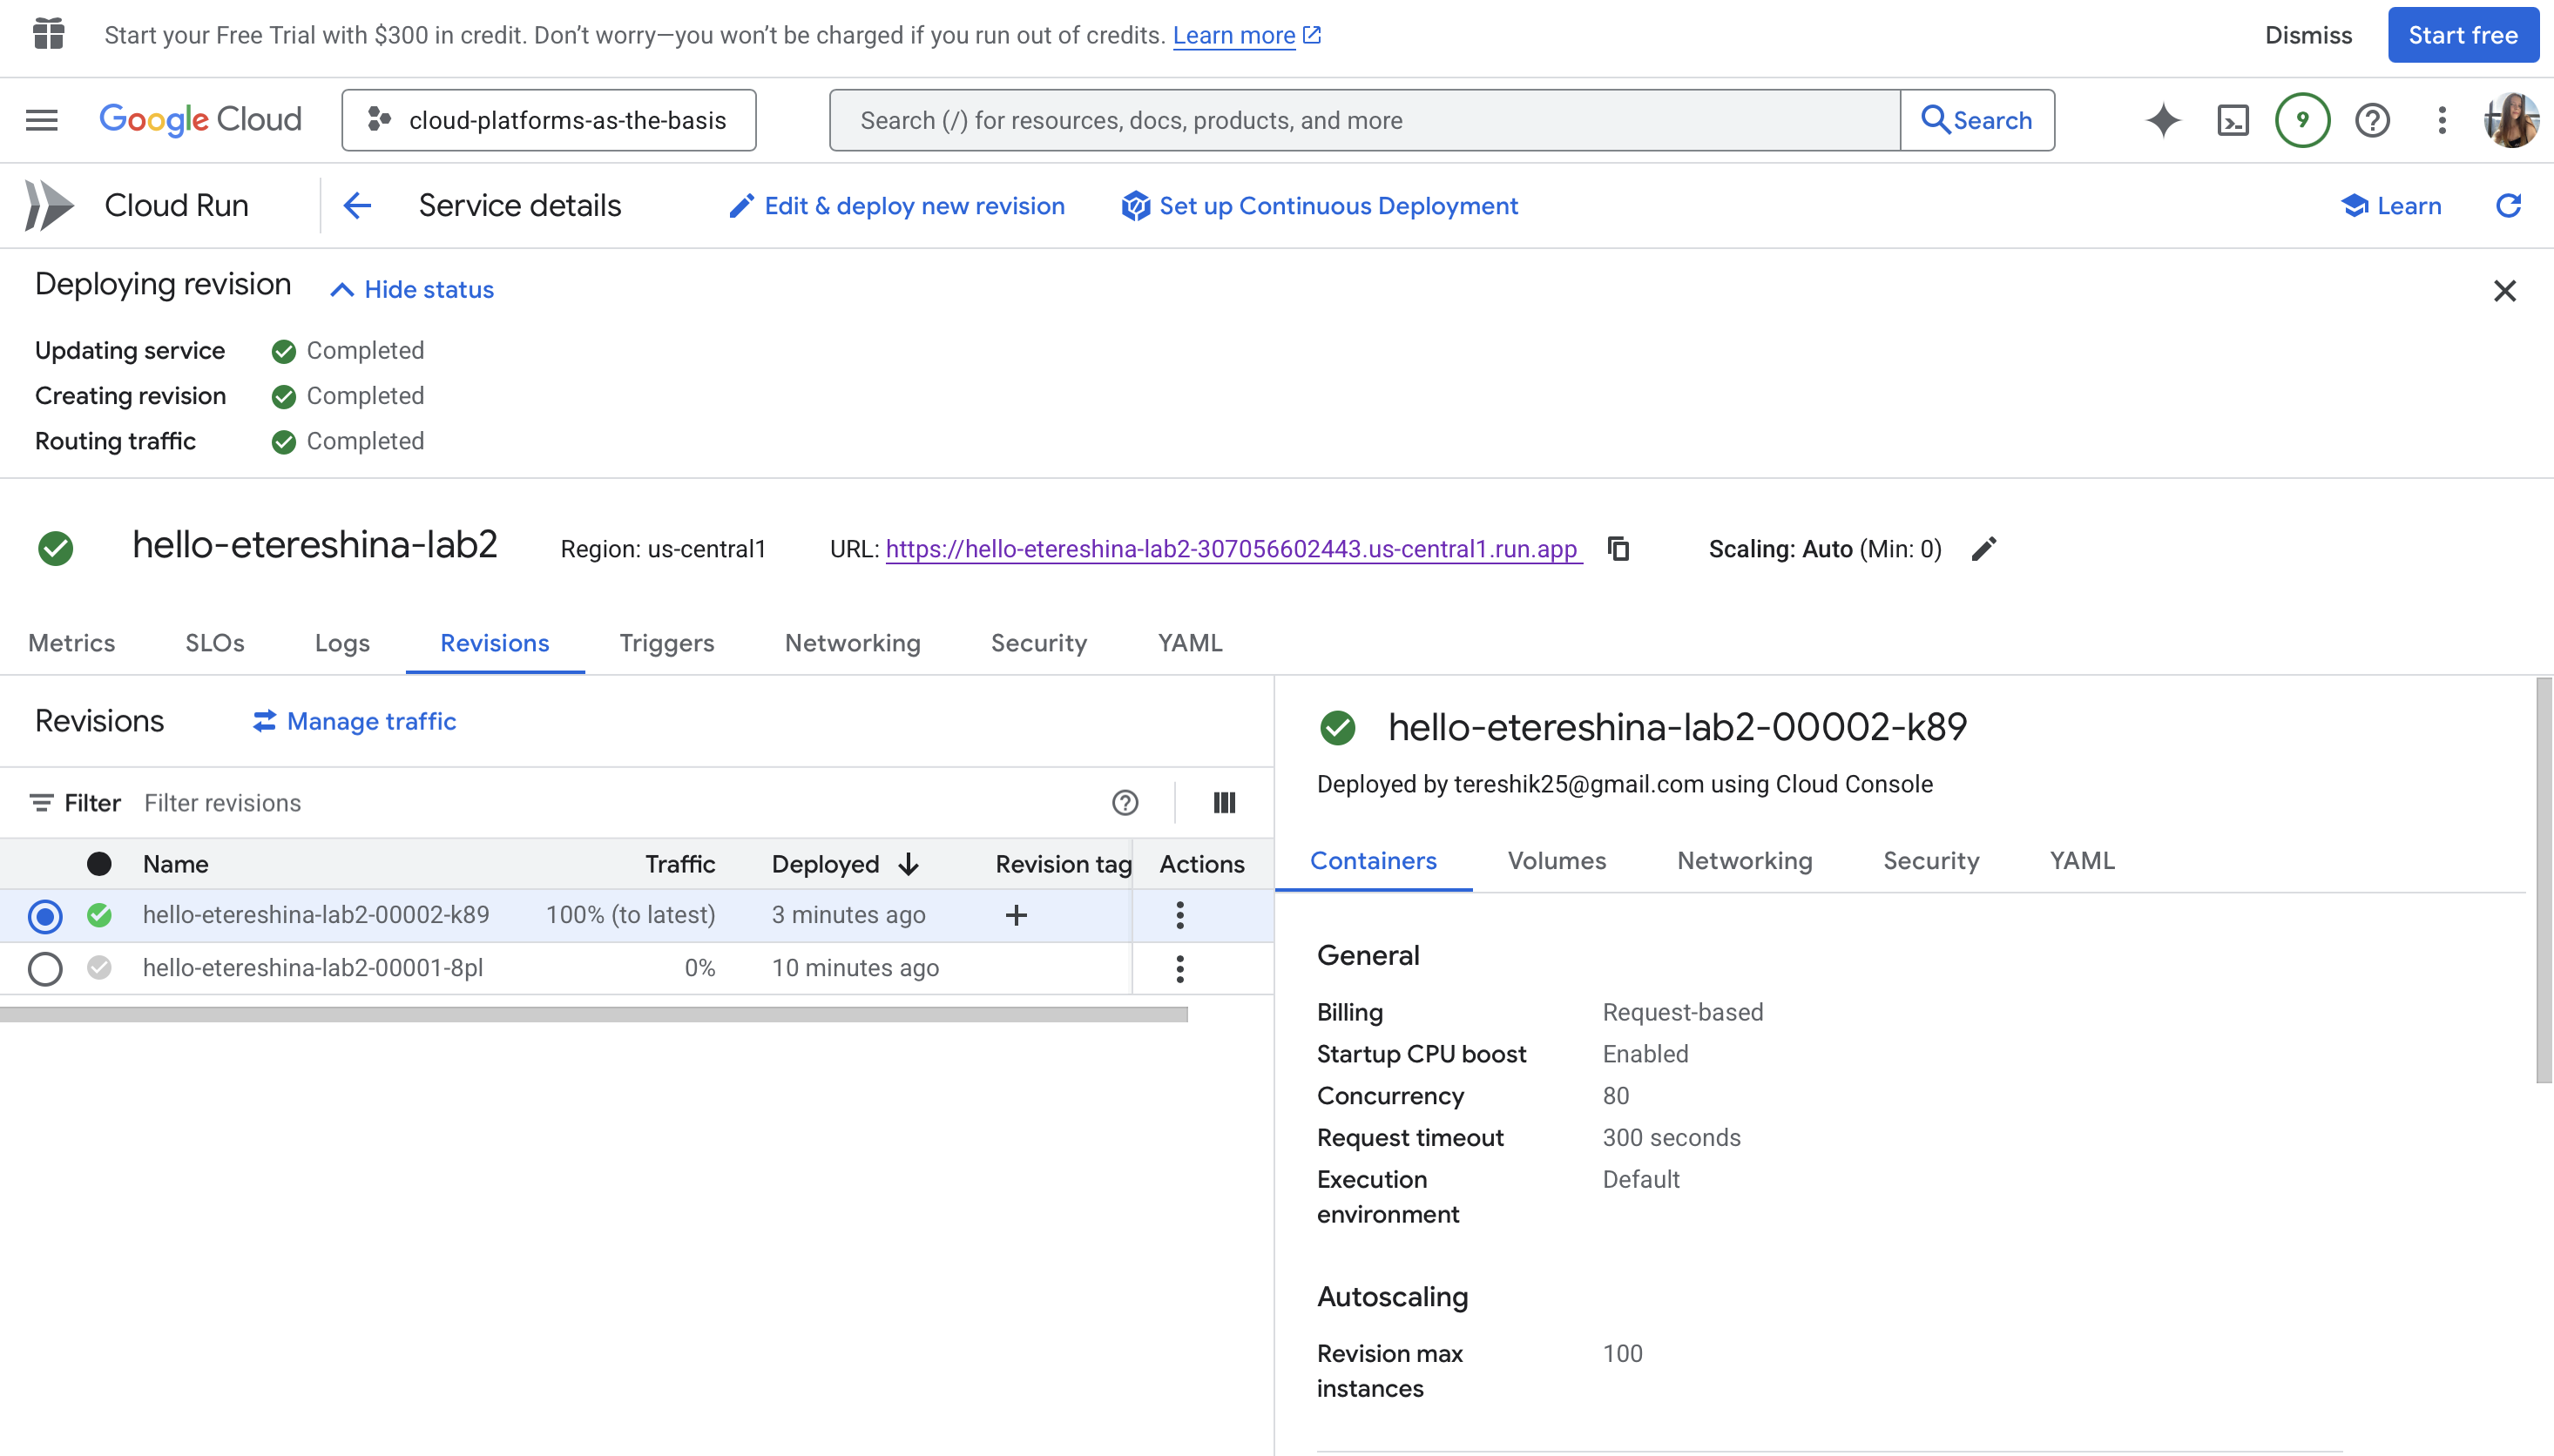 Start your Free Trial with $300 in credit. Don’t worry—you won’t be charged if you run out of credits. Learn more
Dismiss
Start free
Google Cloud
cloud-platforms-as-the-basis
Search (/) for resources, docs, products, and more
Search
9
Cloud Run
Service details
Edit & deploy new revision
Set up Continuous Deployment
Learn
Deploying revision
Hide status
Updating service Completed
Creating revision Completed
Routing traffic Completed
hello-etereshina-lab2
Region: us-central1
URL: https://hello-etereshina-lab2-307056602443.us-central1.run.app
Scaling: Auto (Min: 0)
Metrics SLOs Logs Revisions Triggers Networking Security YAML
Revisions
Manage traffic
Filter Filter revisions
Name Traffic Deployed Revision tag Actions
hello-etereshina-lab2-00002-k89 100% (to latest) 3 minutes ago
hello-etereshina-lab2-00001-8pl 0% 10 minutes ago
hello-etereshina-lab2-00002-k89
Deployed by tereshik25@gmail.com using Cloud Console
Containers Volumes Networking Security YAML
General
Billing Request-based
Startup CPU boost Enabled
Concurrency 80
Request timeout 300 seconds
Execution Default
environment
Autoscaling
Revision max 100
instances